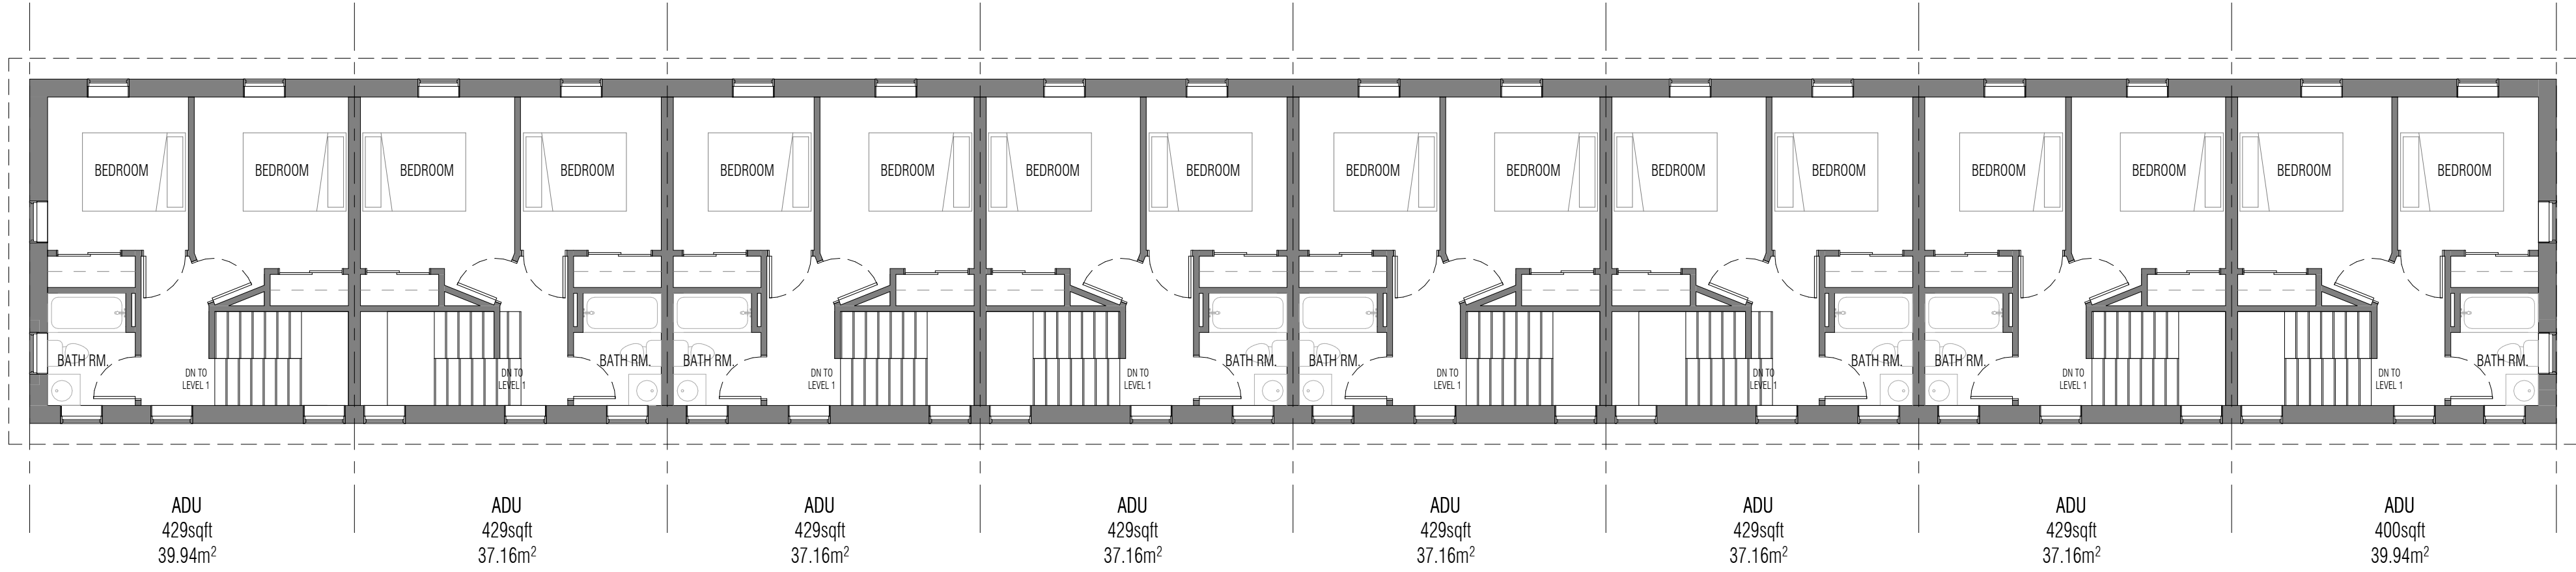 BEDROOM BEDROOM BEDROOM BEDROOM BEDROOM BEDROOM BEDROOM BEDROOM BEDROOM BEDROOM BEDROOM BEDROOM BEDROOM BEDROOM BEDROOM BEDROOM
BATH RM. BATH RM. BATH RM. BATH RM. BATH RM. BATH RM. BATH RM. BATH RM.
DN TO DN TO DN TO DN TO DN TO DN TO DN TO DN TO
LEVEL 1 LEVEL 1 LEVEL 1 LEVEL 1 LEVEL 1 LEVEL 1 LEVEL 1 LEVEL 1
ADU ADU ADU ADU ADU ADU ADU ADU
429sqft 429sqft 429sqft 429sqft 429sqft 429sqft 429sqft 400sqft
39.94m² 37.16m² 37.16m² 37.16m² 37.16m² 37.16m² 37.16m² 39.94m²